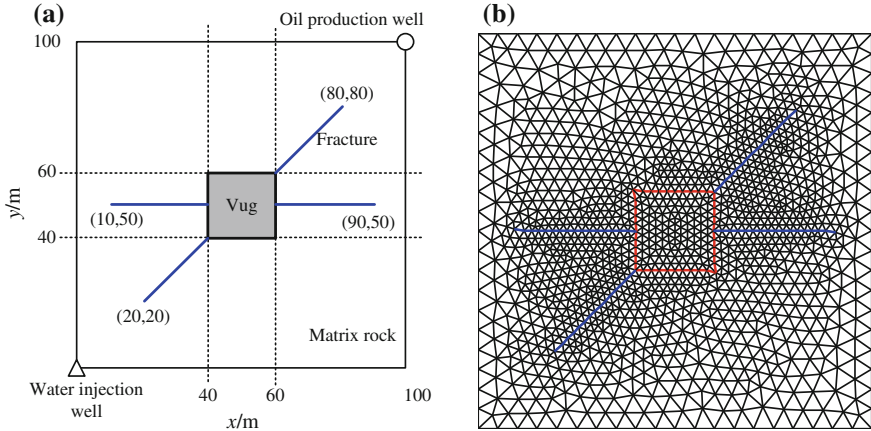 (a)
Oil production well
(b)
100
(80,80)
Fracture
60
y/m
Vug
(10,50)
(90,50)
40
(20,20)
Matrix rock
Water injection
well
40
60
100
x/m